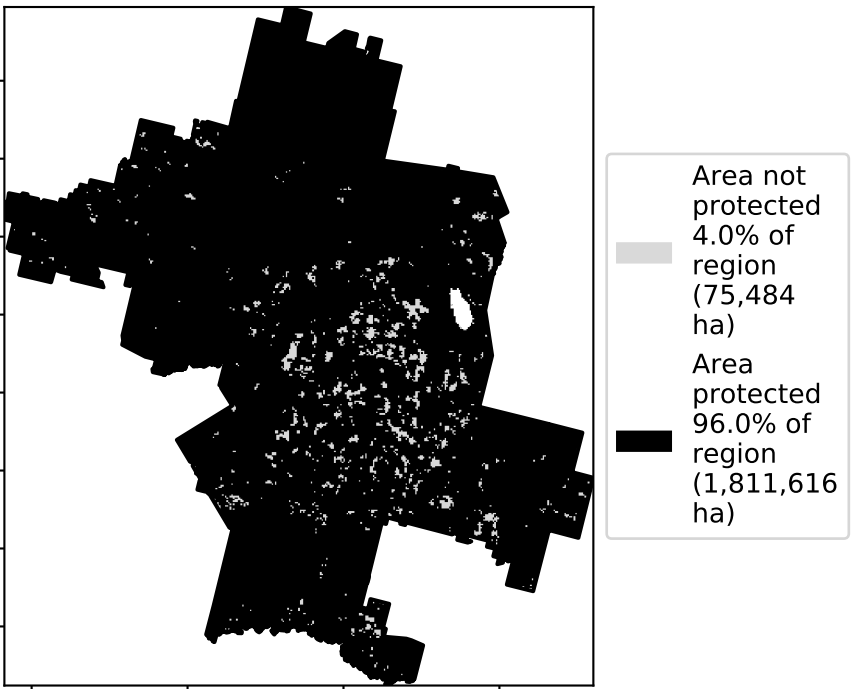 Area not
protected
4.0% of
region
(75,484
ha)
Area
protected
96.0% of
region
(1,811,616
ha)